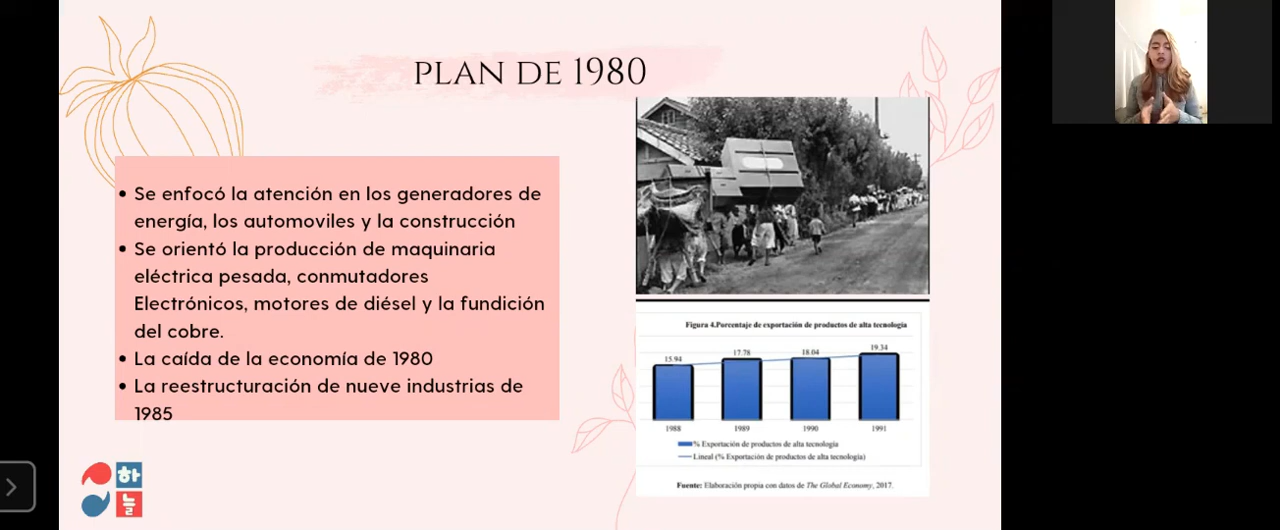 PLAN DE 1980
• Se enfocó la atención en los generadores de
energía, los automoviles y la construcción
• Se orientó la producción de maquinaria
eléctrica pesada, conmutadores
Electrónicos, motores de diésel y la fundición
del cobre.
• La caída de la economía de 1980
• La reestructuración de nueve industrias de
1985
Figura 4.Porcentaje de exportación de productos de alta tecnología
15.94 17.78 18.04 19.34
1988 1989 1990 1991
% Exportación de productos de alta tecnología
Lineal (% Exportación de productos de alta tecnología)
Fuente: Elaboración propia con datos de The Global Economy, 2017.
하
늘